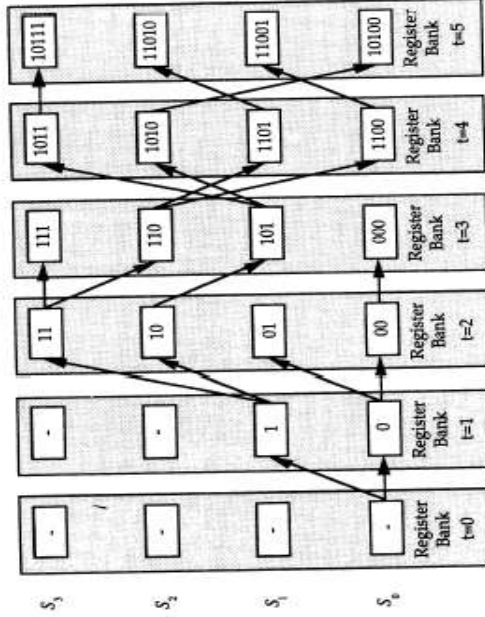 S₃ - - 11 111 1011 10111
S₂ - - 10 110 1010 11010
S₁ - 1 01 101 1101 11001
S₀ - 0 00 000 1100 10100
Register Register Register Register Register Register
Bank Bank Bank Bank Bank Bank
t=0 t=1 t=2 t=3 t=4 t=5